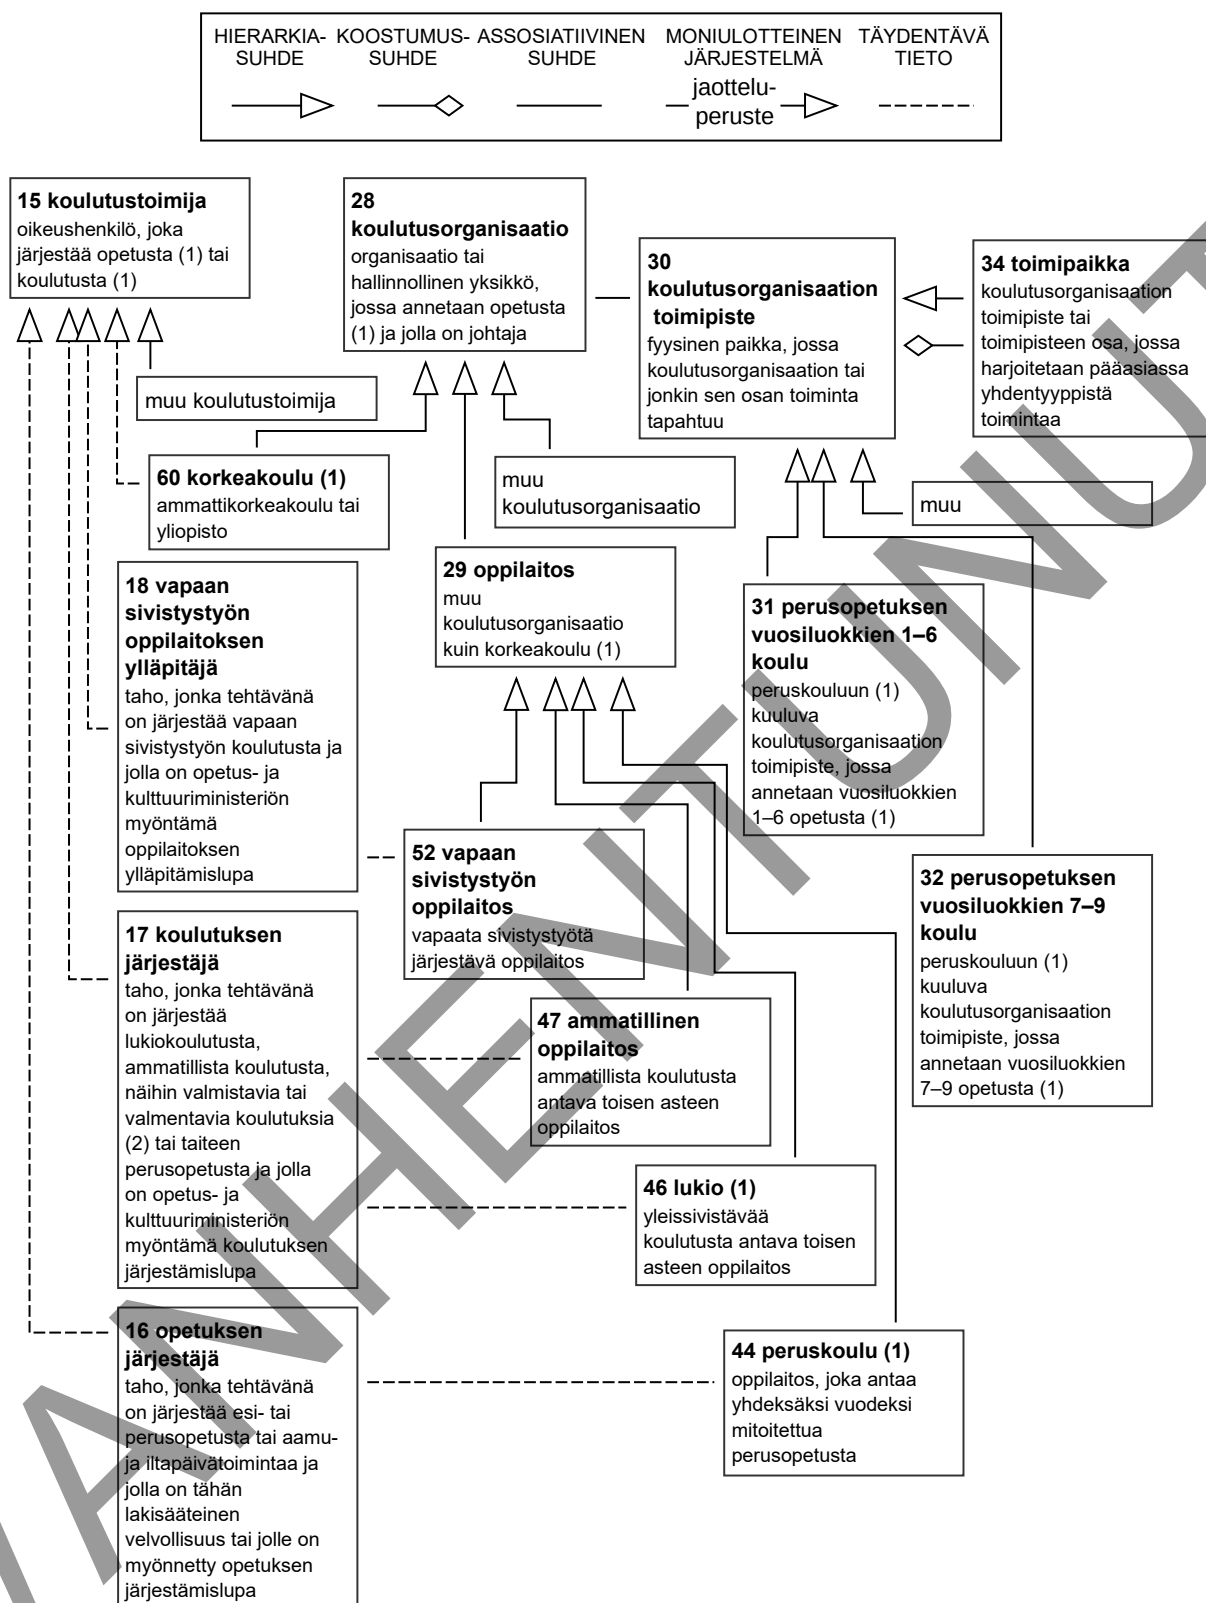 HIERARKIA-
SUHDE
KOOSTUMUS-
SUHDE
ASSOSIATIIVINEN
SUHDE
MONIULOTTEINEN
JÄRJESTELMÄ
TÄYDENTÄVÄ
TIETO
jaottelu-
peruste
15 koulutustoimija
oikeushenkilö, joka
järjestää opetusta (1) tai
koulutusta (1)
28
koulutusorganisaatio
organisaatio tai
hallinnollinen yksikkö,
jossa annetaan opetusta
(1) ja jolla on johtaja
30
koulutusorganisaation
toimipiste
fyysinen paikka, jossa
koulutusorganisaation tai
jonkin sen osan toiminta
tapahtuu
34 toimipaikka
koulutusorganisaation
toimipiste tai
toimipisteen osa, jossa
harjoitetaan pääasiassa
yhdentyyppistä
toimintaa
muu koulutustoimija
60 korkeakoulu (1)
ammattikorkeakoulu tai
yliopisto
muu
koulutusorganisaatio
muu
29 oppilaitos
muu
koulutusorganisaatio
kuin korkeakoulu (1)
18 vapaan
sivistystyön
oppilaitoksen
ylläpitäjä
taho, jonka tehtävänä
on järjestää vapaan
sivistystyön koulutusta ja
jolla on opetus- ja
kulttuuriministeriön
myöntämä
oppilaitoksen
ylläpitämislupa
31 perusopetuksen
vuosiluokkien 1–6
koulu
peruskouluun (1)
kuuluva
koulutusorganisaation
toimipiste, jossa
annetaan vuosiluokkien
1–6 opetusta (1)
52 vapaan
sivistystyön
oppilaitos
vapaata sivistystyötä
järjestävä oppilaitos
32 perusopetuksen
vuosiluokkien 7–9
koulu
peruskouluun (1)
kuuluva
koulutusorganisaation
toimipiste, jossa
annetaan vuosiluokkien
7–9 opetusta (1)
17 koulutuksen
järjestäjä
taho, jonka tehtävänä
on järjestää
lukiokoulutusta,
ammatillista koulutusta,
näihin valmistavia tai
valmentavia koulutuksia
(2) tai taiteen
perusopetusta ja jolla
on opetus- ja
kulttuuriministeriön
myöntämä koulutuksen
järjestämislupa
47 ammatillinen
oppilaitos
ammatillista koulutusta
antava toisen asteen
oppilaitos
46 lukio (1)
yleissivistävää
koulutusta antava toisen
asteen oppilaitos
16 opetuksen
järjestäjä
taho, jonka tehtävänä
on järjestää esi- tai
perusopetusta tai aamu-
ja iltapäivätoimintaa ja
jolla on tähän
lakisääteinen
velvollisuus tai jolle on
myönnetty opetuksen
järjestämislupa
44 peruskoulu (1)
oppilaitos, joka antaa
yhdeksäksi vuodeksi
mitoitettua
perusopetusta
VANHENTUNUT